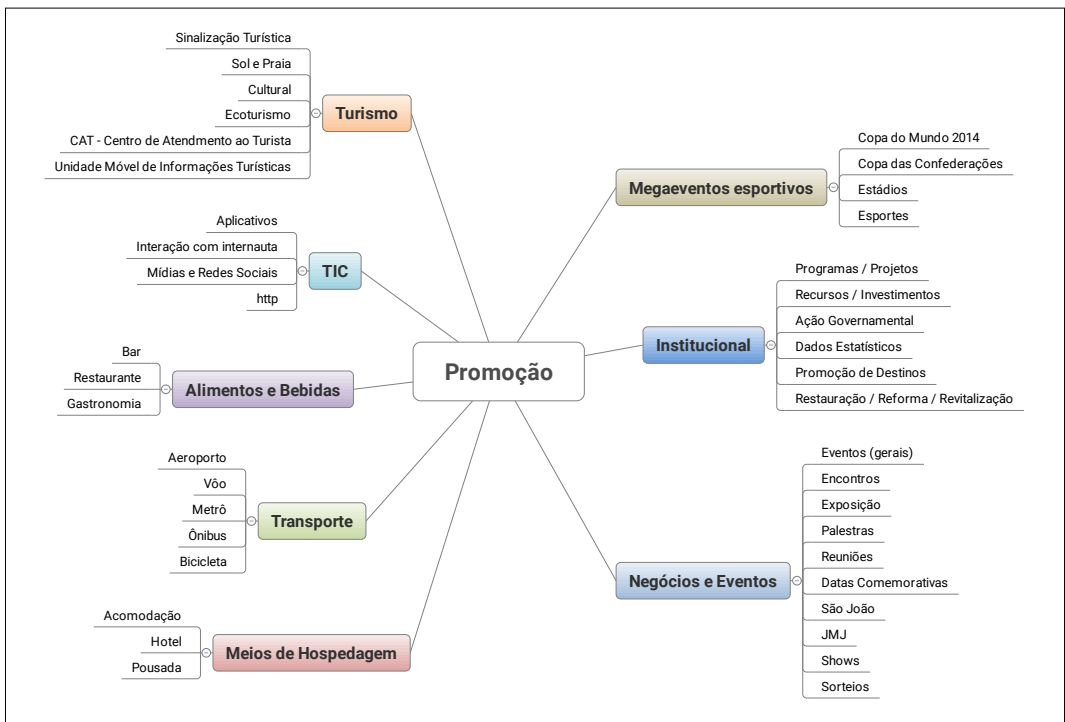 Sinalização Turística
Sol e Praia
Cultural
Ecoturismo
CAT - Centro de Atendmento ao Turista
Unidade Móvel de Informações Turísticas
Turismo
Aplicativos
Interação com internauta
Mídias e Redes Sociais
http
TIC
Bar
Restaurante
Gastronomia
Alimentos e Bebidas
Aeroporto
Vôo
Metrô
Ônibus
Bicicleta
Transporte
Acomodação
Hotel
Pousada
Meios de Hospedagem
Promoção
Megaeventos esportivos
Copa do Mundo 2014
Copa das Confederações
Estádios
Esportes
Institucional
Programas / Projetos
Recursos / Investimentos
Ação Governamental
Dados Estatísticos
Promoção de Destinos
Restauração / Reforma / Revitalização
Negócios e Eventos
Eventos (gerais)
Encontros
Exposição
Palestras
Reuniões
Datas Comemorativas
São João
JMJ
Shows
Sorteios